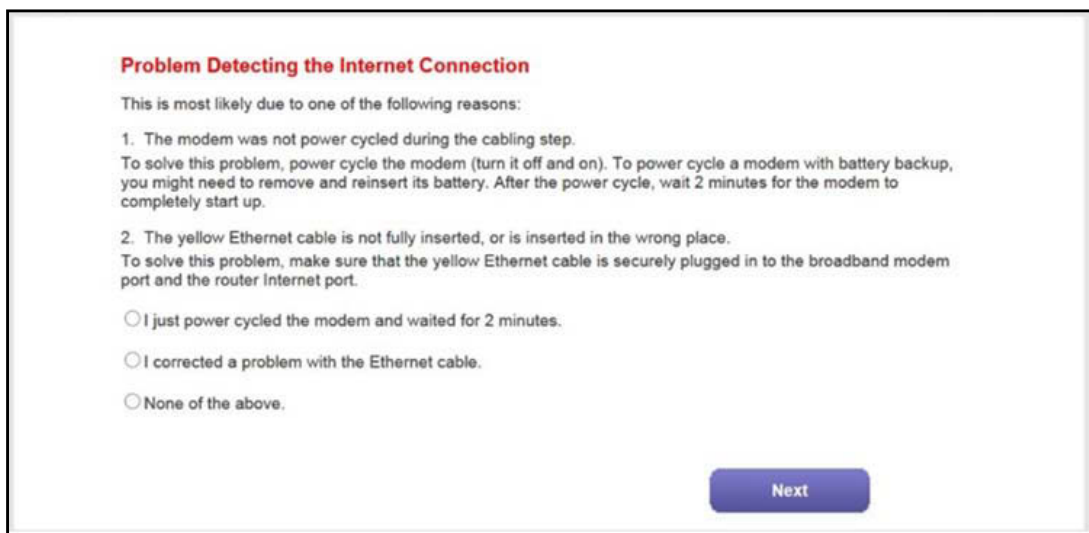 Problem Detecting the Internet Connection
This is most likely due to one of the following reasons:
1. The modem was not power cycled during the cabling step.
To solve this problem, power cycle the modem (turn it off and on). To power cycle a modem with battery backup,
you might need to remove and reinsert its battery. After the power cycle, wait 2 minutes for the modem to
completely start up.
2. The yellow Ethernet cable is not fully inserted, or is inserted in the wrong place.
To solve this problem, make sure that the yellow Ethernet cable is securely plugged in to the broadband modem
port and the router Internet port.
I just power cycled the modem and waited for 2 minutes.
I corrected a problem with the Ethernet cable.
None of the above.
Next